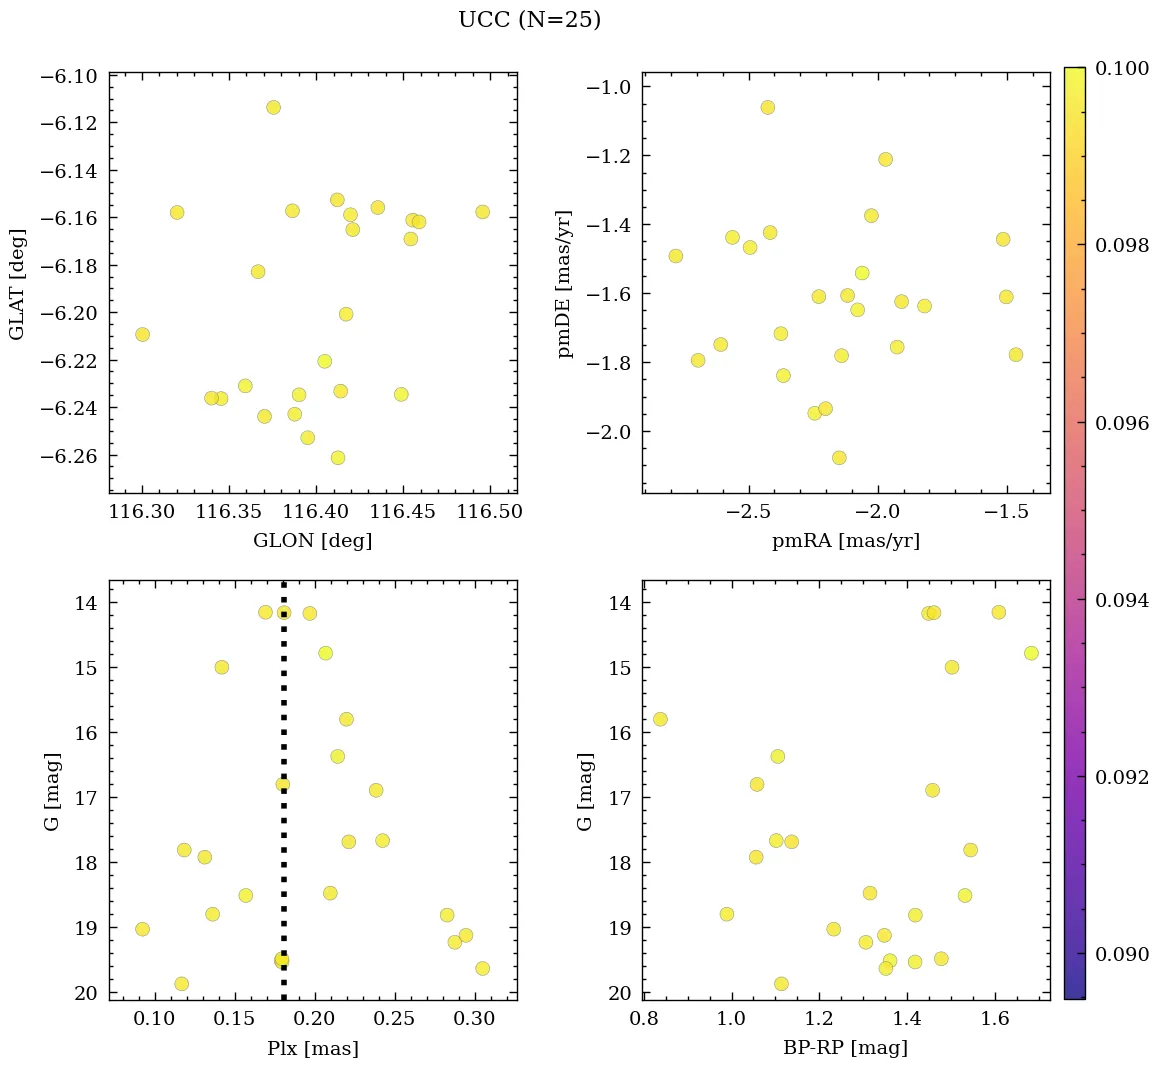 UCC (N=25)
−6.10
−6.12
−6.14
−6.16
−6.18
−6.20
−6.22
−6.24
−6.26
GLAT [deg]
116.30 116.35 116.40 116.45 116.50
GLON [deg]
−1.0
−1.2
−1.4
−1.6
−1.8
−2.0
pmDE [mas/yr]
−2.5 −2.0 −1.5
pmRA [mas/yr]
14
15
16
17
18
19
20
G [mag]
0.10 0.15 0.20 0.25 0.30
Plx [mas]
14
15
16
17
18
19
20
G [mag]
0.8 1.0 1.2 1.4 1.6
BP-RP [mag]
0.100
0.098
0.096
0.094
0.092
0.090